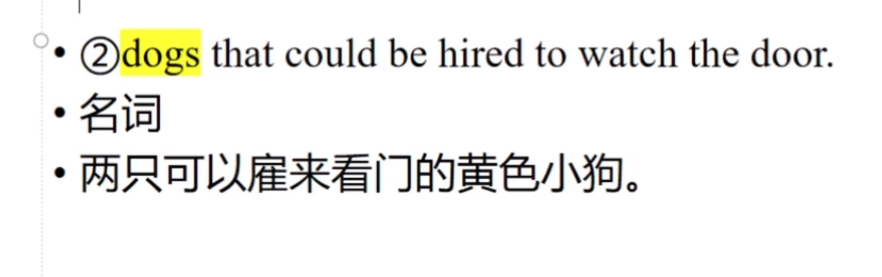 • ②dogs that could be hired to watch the door.
• 名词
• 两只可以雇来看门的黄色小狗。